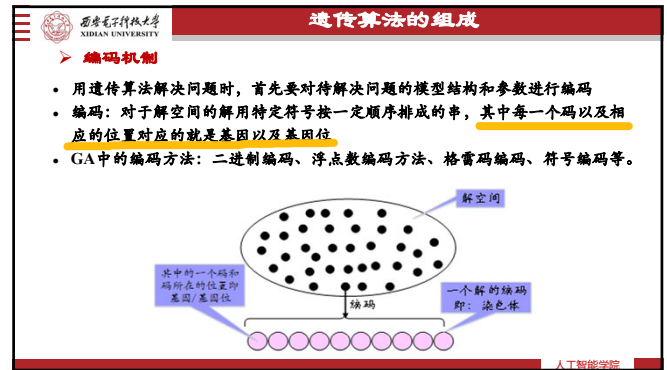 西安电子科技大学
XIDIAN UNIVERSITY
遗传算法的组成
➢ 编码机制
• 用遗传算法解决问题时，首先要对待解决问题的模型结构和参数进行编码
• 编码：对于解空间的解用特定符号按一定顺序排成的串，其中每一个码以及相
应的位置对应的就是基因以及基因位
• GA中的编码方法：二进制编码、浮点数编码方法、格雷码编码、符号编码等。
解空间
其中的一个码和
码所在的位置即
基因/基因位
编码
一个解的编码
即：染色体
人工智能学院